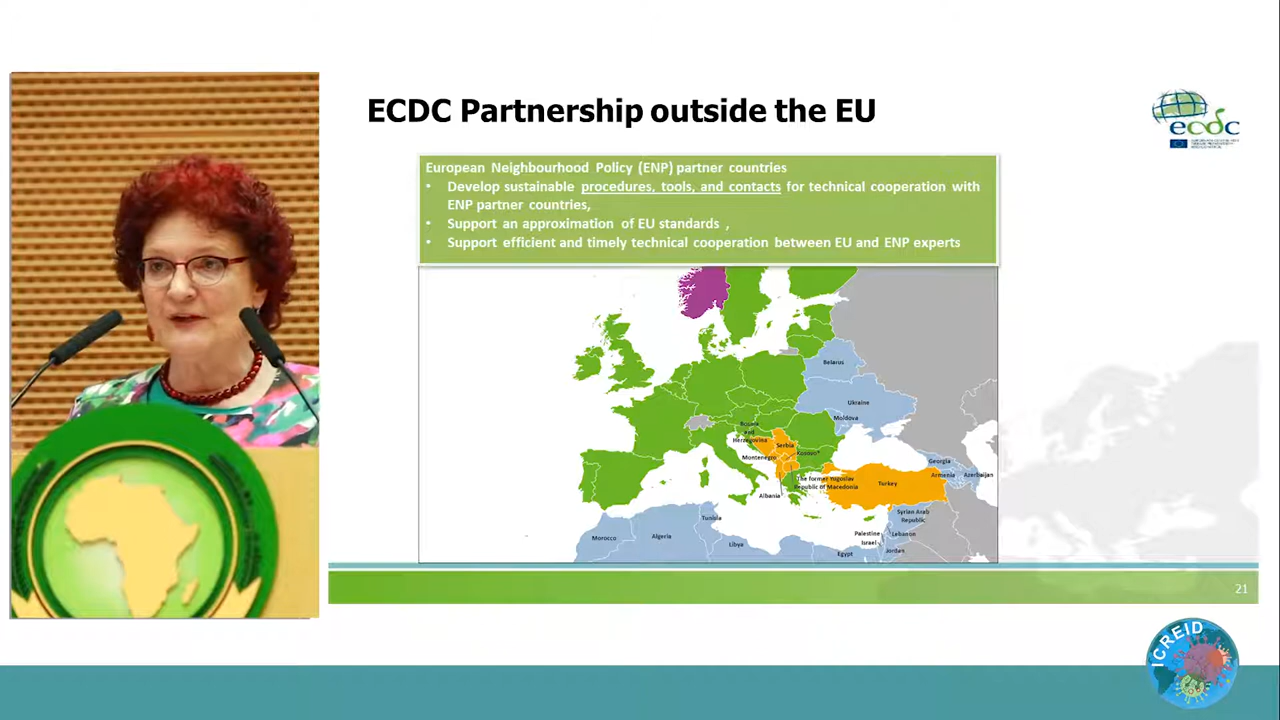 ECDC Partnership outside the EU
ecdc
European Neighbourhood Policy (ENP) partner countries
• Develop sustainable procedures, tools, and contacts for technical cooperation with
ENP partner countries,
• Support an approximation of EU standards ,
• Support efficient and timely technical cooperation between EU and ENP experts
Belarus
Ukraine
Moldova
Bosnia
and
Herzegovina
Serbia
Kosovo*
Montenegro
Georgia
Armenia
Azerbaijan
The former Yugoslav
Republic of Macedonia
Turkey
Albania
Syrian Arab
Republic
Tunisia
Palestine
Lebanon
Morocco
Algeria
Libya
Israel
Jordan
Egypt
21
ICREID